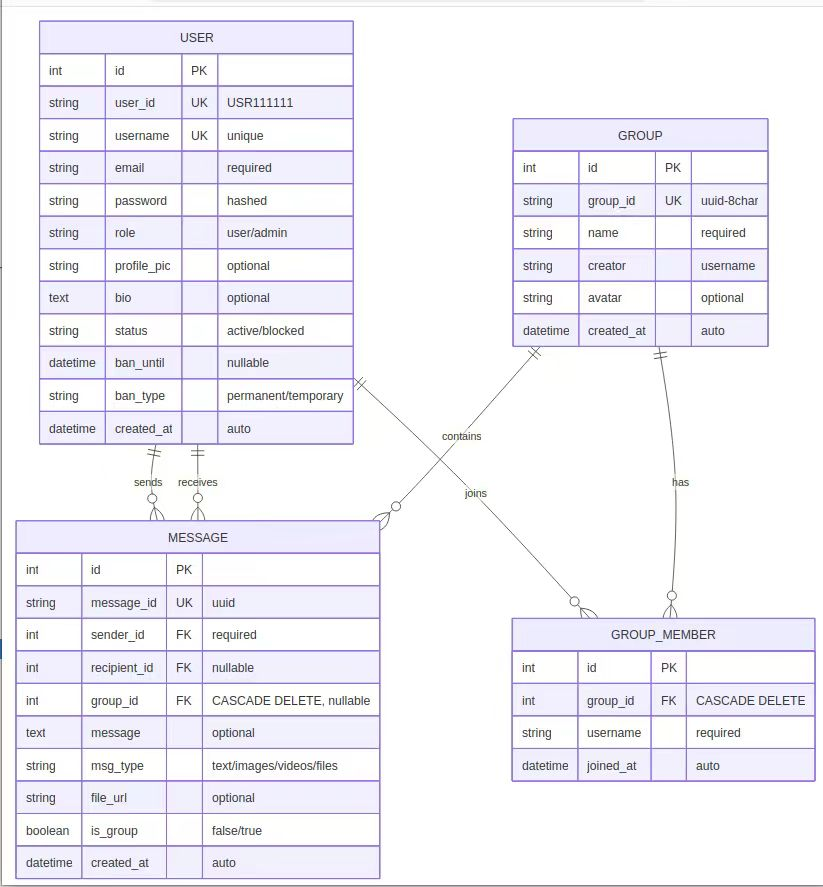 USER
int id PK
string user_id UK USR111111
string username UK unique
string email required
string password hashed
string role user/admin
string profile_pic optional
text bio optional
string status active/blocked
datetime ban_until nullable
string ban_type permanent/temporary
datetime created_at auto
GROUP
int id PK
string group_id UK uuid-8char
string name required
string creator username
string avatar optional
datetime created_at auto
contains
sends
receives
joins
has
MESSAGE
int id PK
string message_id UK uuid
int sender_id FK required
int recipient_id FK nullable
int group_id FK CASCADE DELETE, nullable
text message optional
string msg_type text/images/videos/files
string file_url optional
boolean is_group false/true
datetime created_at auto
GROUP_MEMBER
int id PK
int group_id FK CASCADE DELETE
string username required
datetime joined_at auto